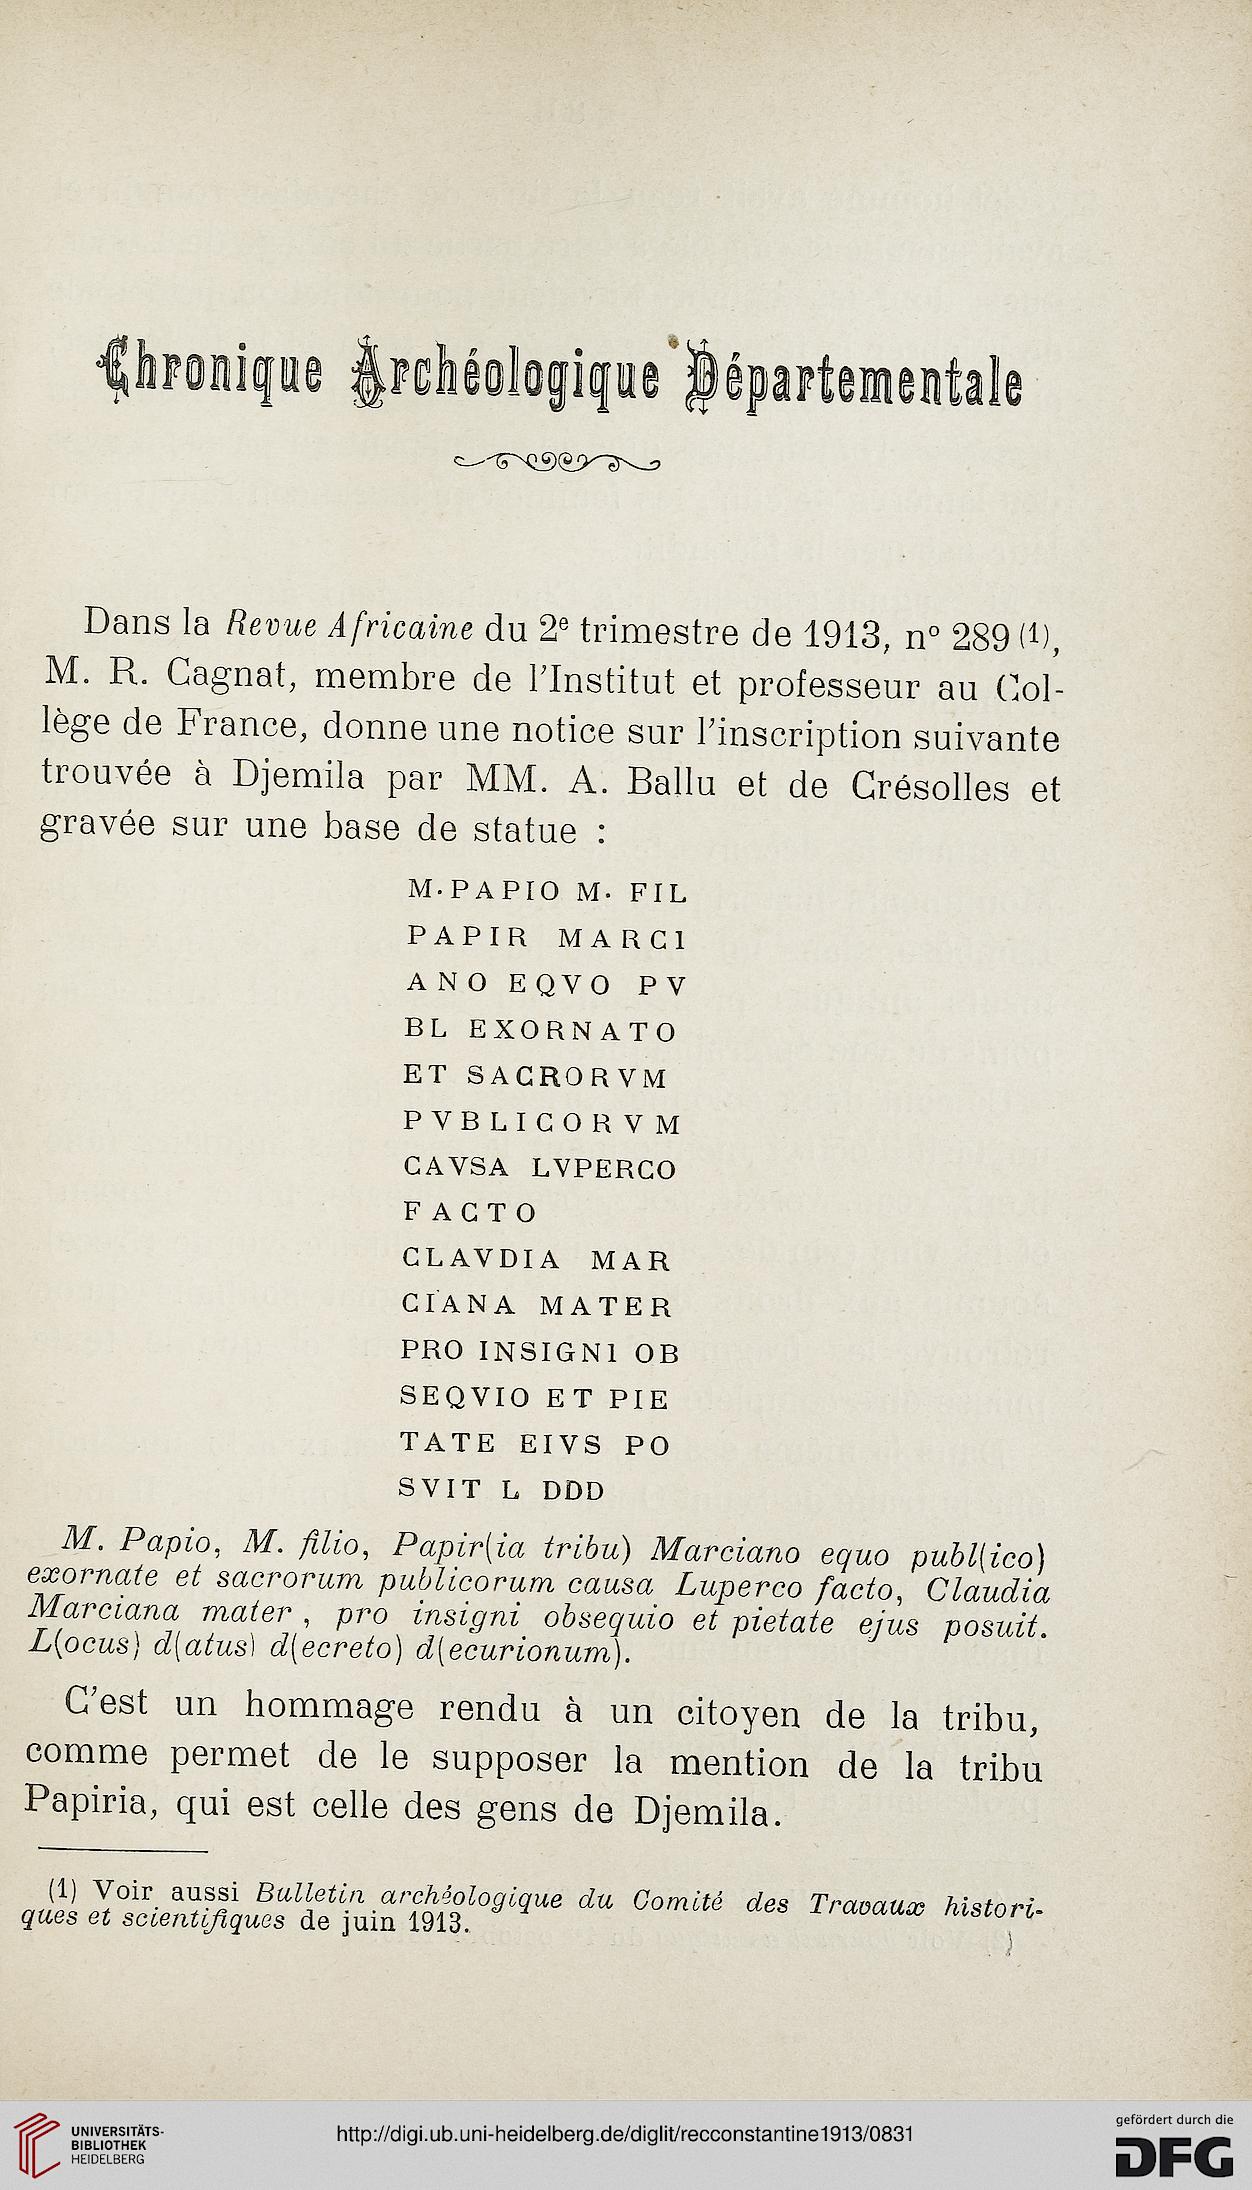 Chronique Archéologique Départementale
Dans la Revue Africaine du 2e trimestre de 1913, n° 289 (1),
M. R. Cagnat, membre de l'Institut et professeur au Col-
lège de France, donne une notice sur l'inscription suivante
trouvée à Djemila par MM. A. Ballu et de Crésolles et
gravée sur une base de statue :
M. PAPIO M. FIL
PAPIR MARC1
ANO EQVO PV
BL EXORNATO
ET SACRORVM
PVBLICORVM
CAVSA LVPERCO
FACTO
CLAVDIA MAR
CIANA MATER
PRO INSIGN1 OB
SEQVIO ET PIE
TATE EIVS PO
SVIT L DDD
M. Papio, M. filio, Papir(ia tribu) Marciano equo publ(ico)
exornate et sacrorum publicorum causa Luperco facto, Claudia
Marciana mater, pro insigni obsequio et pietate ejus posuit.
L(ocus) d(atus) d(ecreto) d(ecurionum).
C'est un hommage rendu à un citoyen de la tribu,
comme permet de le supposer la mention de la tribu
Papiria, qui est celle des gens de Djemila.
(1) Voir aussi Bulletin archéologique du Comité des Travaux histori-
ques et scientifiques de juin 1913.
UNIVERSITÄTS-
BIBLIOTHEK
HEIDELBERG
http://digi.ub.uni-heidelberg.de/diglit/recconstantine1913/0831
gefördert durch die
DFG